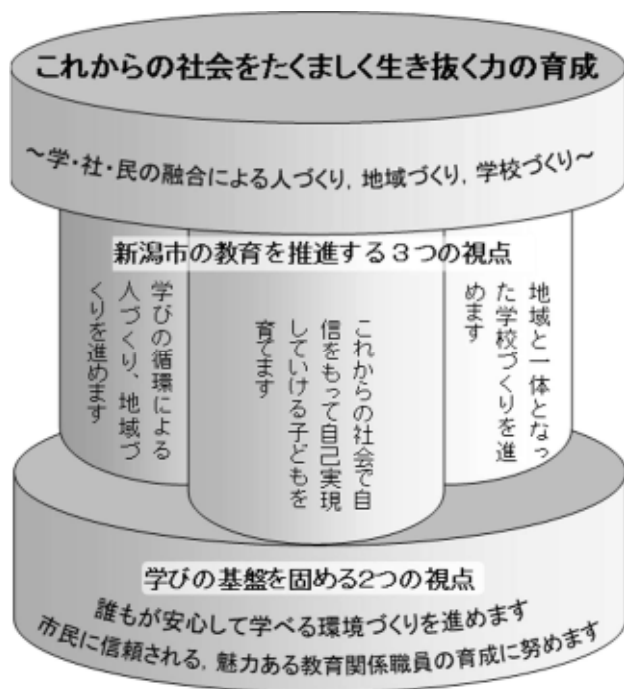 これからの社会をたくましく生き抜く力の育成
～学・社・民の融合による人づくり，地域づくり，学校づくり～
新潟市の教育を推進する３つの視点
地域と一体となっ
た学校づくりを進
めます
これからの社会で自
信をもって自己実現
していける子どもを
育てます
学びの循環による
人づくり、地域づ
くりを進めます
学びの基盤を固める2つの視点
誰もが安心して学べる環境づくりを進めます
市民に信頼される，魅力ある教育関係職員の育成に努めます